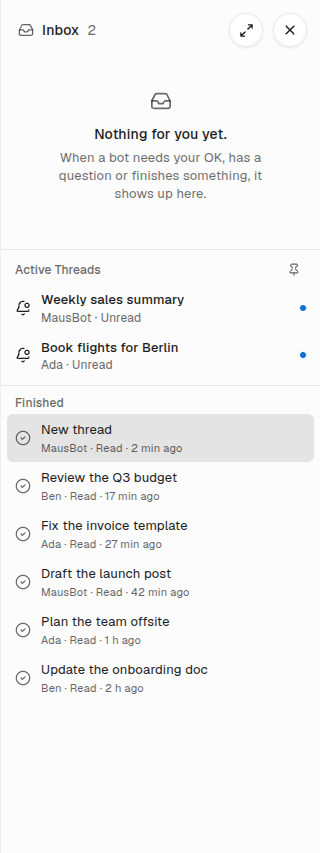 Inbox 2
Nothing for you yet.
When a bot needs your OK, has a
question or finishes something, it
shows up here.
Active Threads
Weekly sales summary
MausBot · Unread
Book flights for Berlin
Ada · Unread
Finished
New thread
MausBot · Read · 2 min ago
Review the Q3 budget
Ben · Read · 17 min ago
Fix the invoice template
Ada · Read · 27 min ago
Draft the launch post
MausBot · Read · 42 min ago
Plan the team offsite
Ada · Read · 1 h ago
Update the onboarding doc
Ben · Read · 2 h ago